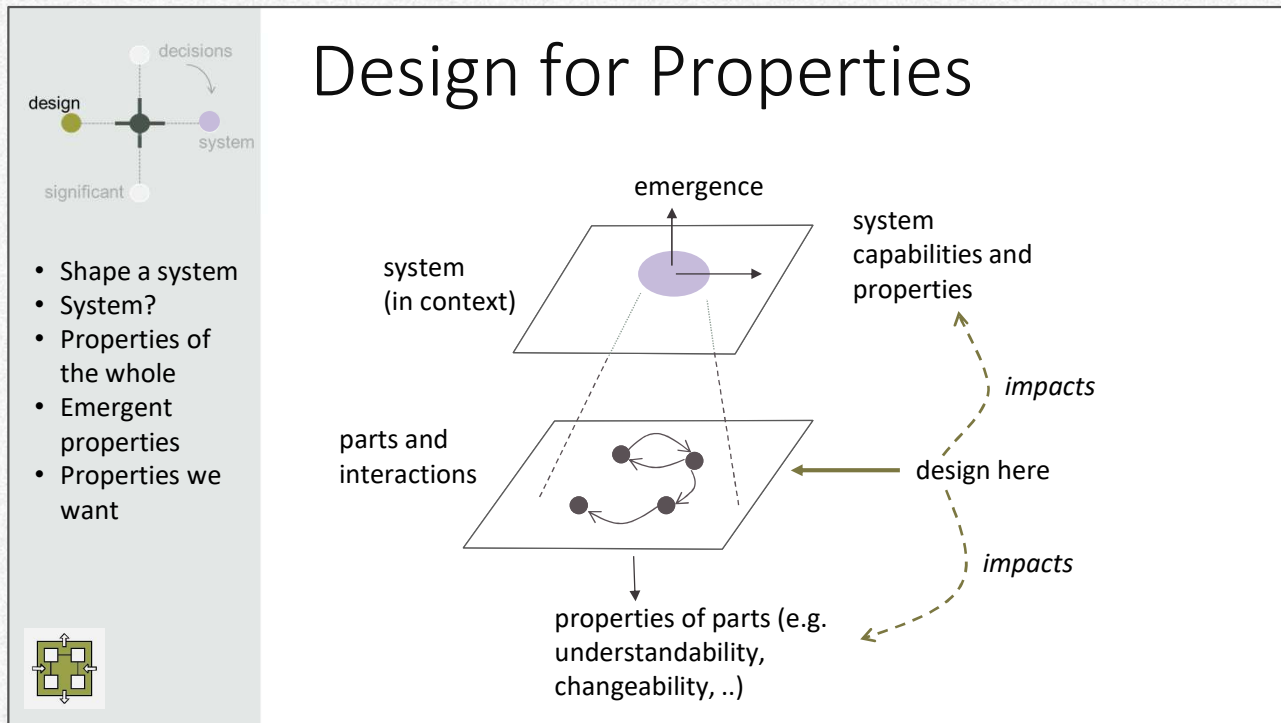 decisions
design
system
significant
• Shape a system
• System?
• Properties of
the whole
• Emergent
properties
• Properties we
want
Design for Properties
emergence
system
(in context)
system
capabilities and
properties
impacts
parts and
interactions
design here
impacts
properties of parts (e.g.
understandability,
changeability, ..)